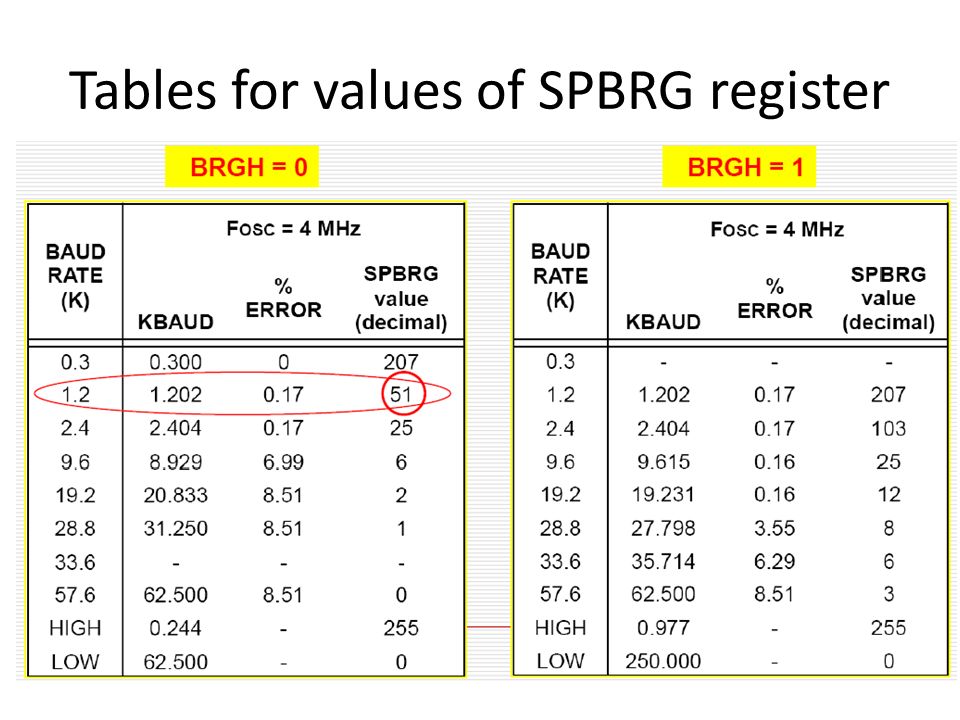 Tables for values of SPBRG register
BRGH = 0
BAUD RATE (K) KBAUD % ERROR SPBRG value (decimal)
FOSC = 4 MHz
0.3 0.300 0 207
1.2 1.202 0.17 51
2.4 2.404 0.17 25
9.6 8.929 6.99 6
19.2 20.833 8.51 2
28.8 31.250 8.51 1
33.6 - - -
57.6 62.500 8.51 0
HIGH 0.244 - 255
LOW 62.500 - 0
BRGH = 1
BAUD RATE (K) KBAUD % ERROR SPBRG value (decimal)
FOSC = 4 MHz
0.3 - - -
1.2 1.202 0.17 207
2.4 2.404 0.17 103
9.6 9.615 0.16 25
19.2 19.231 0.16 12
28.8 27.798 3.55 8
33.6 35.714 6.29 6
57.6 62.500 8.51 3
HIGH 0.977 - 255
LOW 250.000 - 0